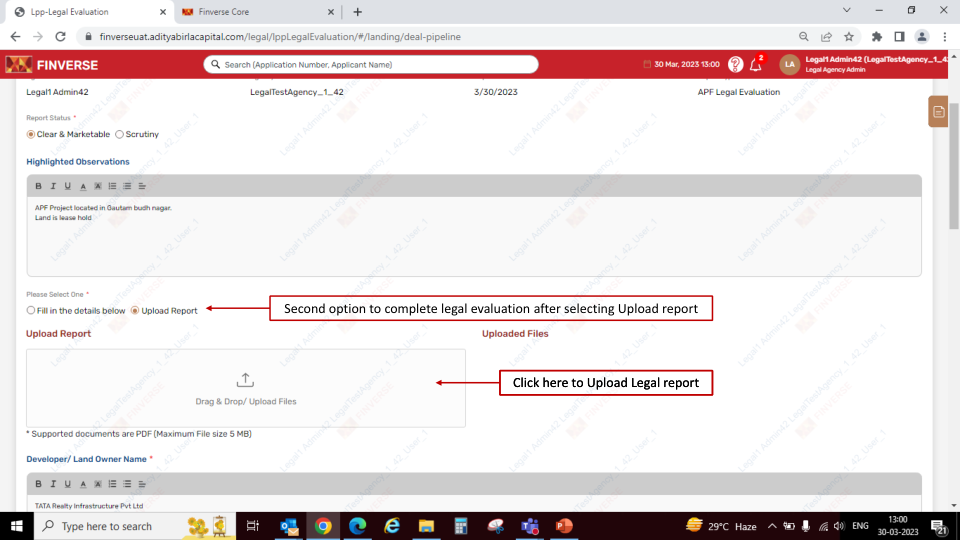 Lpp-Legal Evaluation
Finverse Core
finverseuat.adityabirlacapital.com/legal/lppLegalEvaluation/#/landing/deal-pipeline
FINVERSE
Search (Application Number, Applicant Name)
30 Mar, 2023 13:00
2
LA
Legal1 Admin42 (LegalTestAgency_1_4
Legal Agency Admin
Legal1 Admin42
LegalTestAgency_1_42
3/30/2023
APF Legal Evaluation
Report Status *
Clear & Marketable
Scrutiny
Highlighted Observations
B I U A A
APF Project located in Gautam budh nagar.
Land is lease hold
Please Select One *
Fill in the details below
Upload Report
Second option to complete legal evaluation after selecting Upload report
Upload Report
Uploaded Files
Click here to Upload Legal report
Drag & Drop/ Upload Files
* Supported documents are PDF (Maximum File size 5 MB)
Developer/ Land Owner Name *
B I U A A
TATA Realty Infrastructure Pvt Ltd
Type here to search
29°C Haze
ENG
13:00
30-03-2023
21